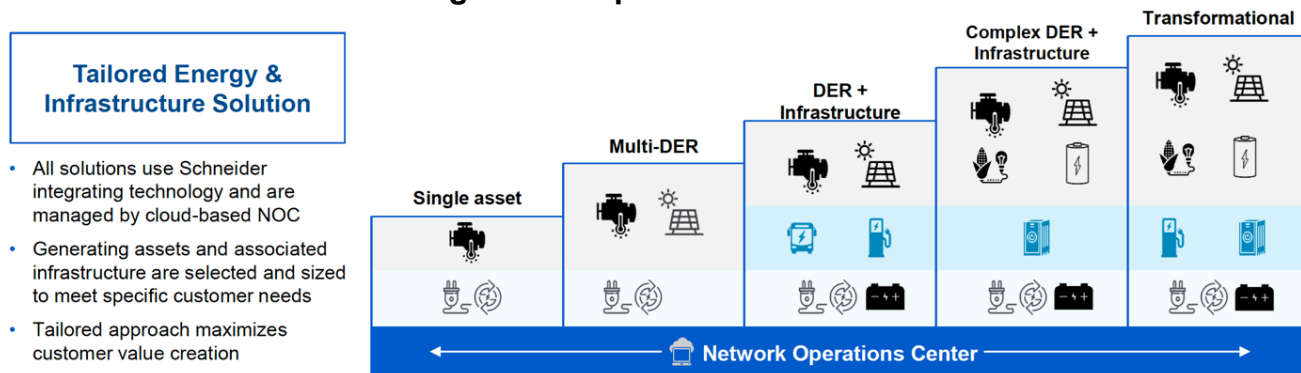 Tailored Energy &
Infrastructure Solution
• All solutions use Schneider
integrating technology and are
managed by cloud-based NOC
• Generating assets and associated
infrastructure are selected and sized
to meet specific customer needs
• Tailored approach maximizes
customer value creation
Single asset
Multi-DER
DER +
Infrastructure
Complex DER +
Infrastructure
Transformational
Network Operations Center